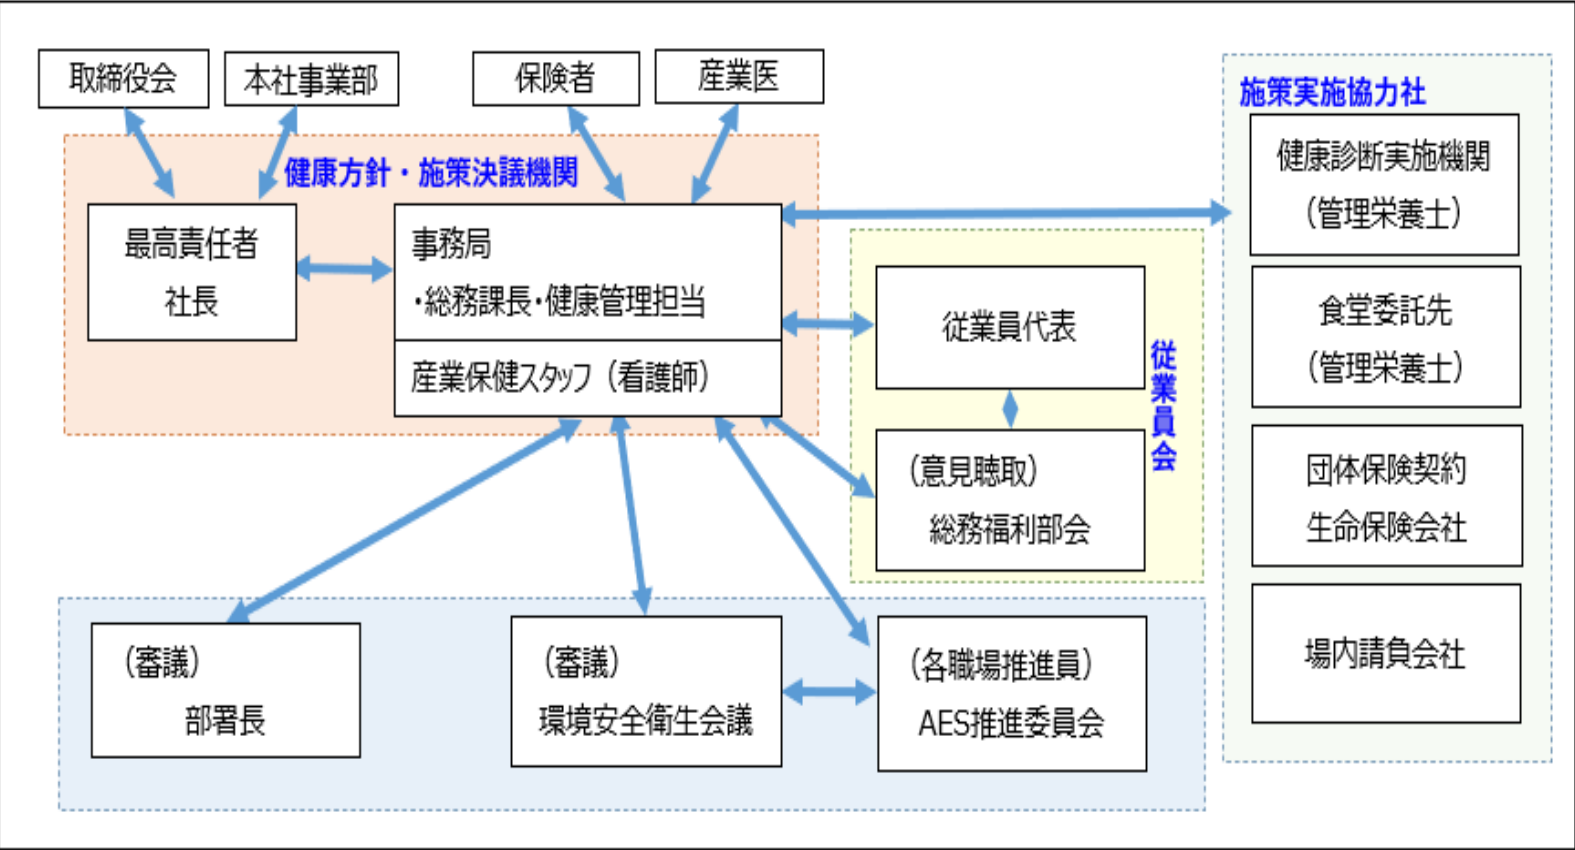 取締役会
本社事業部
保険者
産業医
健康方針・施策決議機関
最高責任者
社長
事務局
・総務課長・健康管理担当
産業保健スタッフ（看護師）
従業員代表
（意見聴取）
総務福利部会
従業員会
（審議）
部署長
（審議）
環境安全衛生会議
（各職場推進員）
AES推進委員会
施策実施協力社
健康診断実施機関
（管理栄養士）
食堂委託先
（管理栄養士）
団体保険契約
生命保険会社
場内請負会社